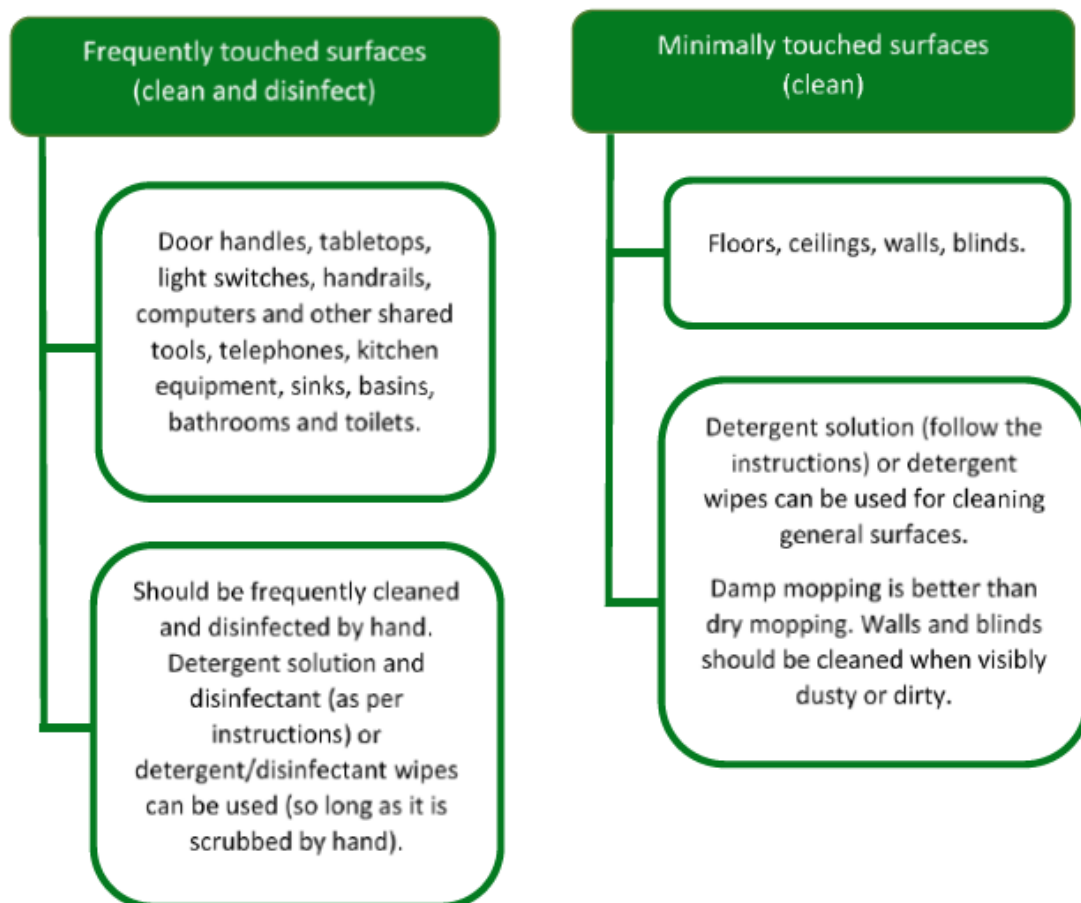 Frequently touched surfaces
(clean and disinfect)
Door handles, tabletops,
light switches, handrails,
computers and other shared
tools, telephones, kitchen
equipment, sinks, basins,
bathrooms and toilets.
Should be frequently cleaned
and disinfected by hand.
Detergent solution and
disinfectant (as per
instructions) or
detergent/disinfectant wipes
can be used (so long as it is
scrubbed by hand).
Minimally touched surfaces
(clean)
Floors, ceilings, walls, blinds.
Detergent solution (follow the
instructions) or detergent
wipes can be used for cleaning
general surfaces.
Damp mopping is better than
dry mopping. Walls and blinds
should be cleaned when visibly
dusty or dirty.